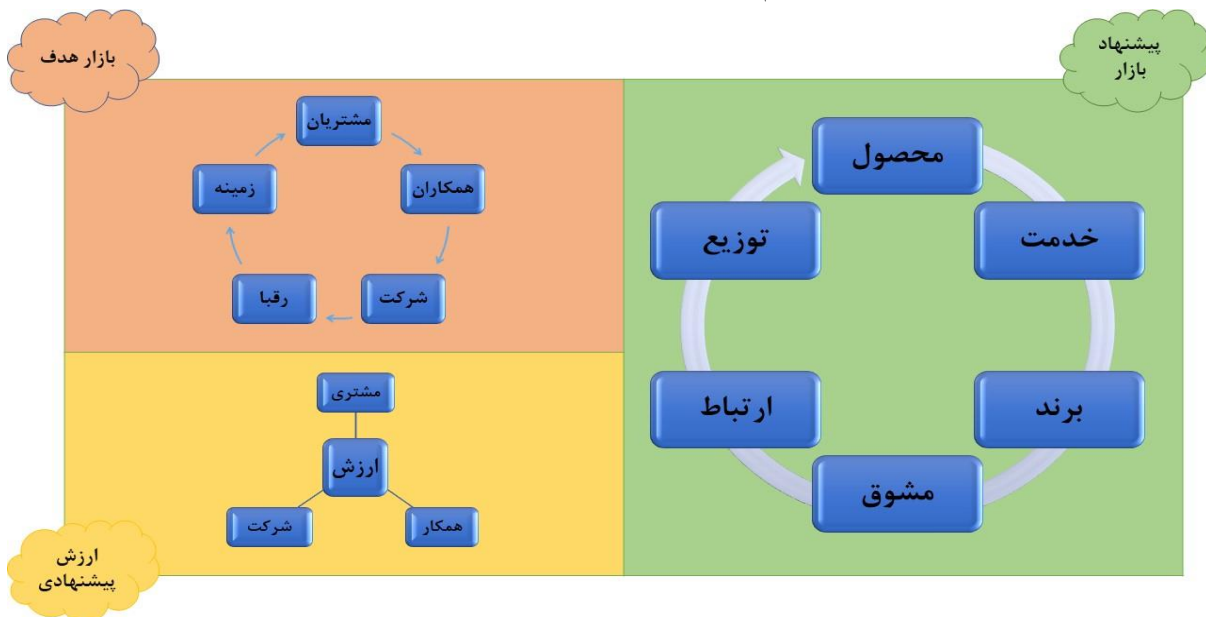 پیشنهاد
بازار
محصول
خدمت
برند
مشوق
ارتباط
توزیع
بازار هدف
مشتریان
همکاران
شرکت
رقبا
زمینه
ارزش
پیشنهادی
مشتری
ارزش
همکار
شرکت